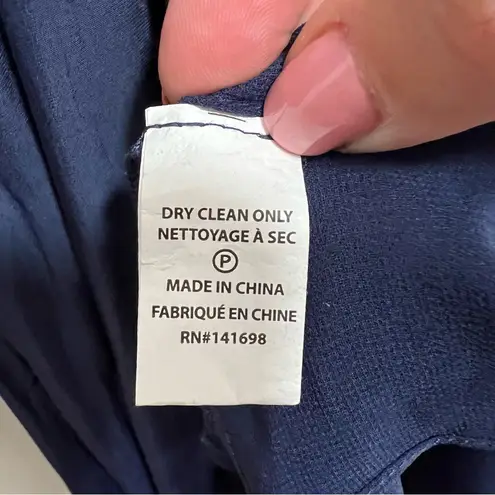 DRY CLEAN ONLY
NETTOYAGE À SEC
P
MADE IN CHINA
FABRIQUÉ EN CHINE
RN#141698